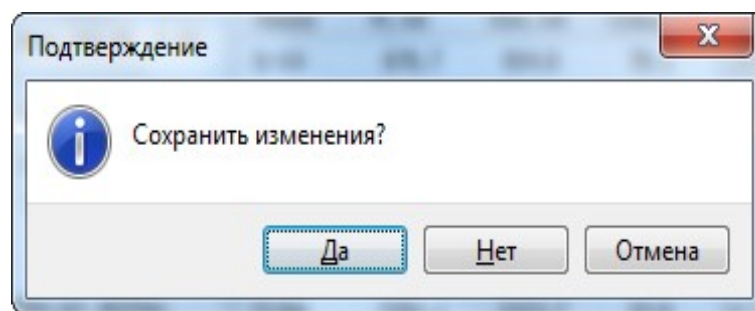 Подтверждение
Сохранить изменения?
Да
Нет
Отмена